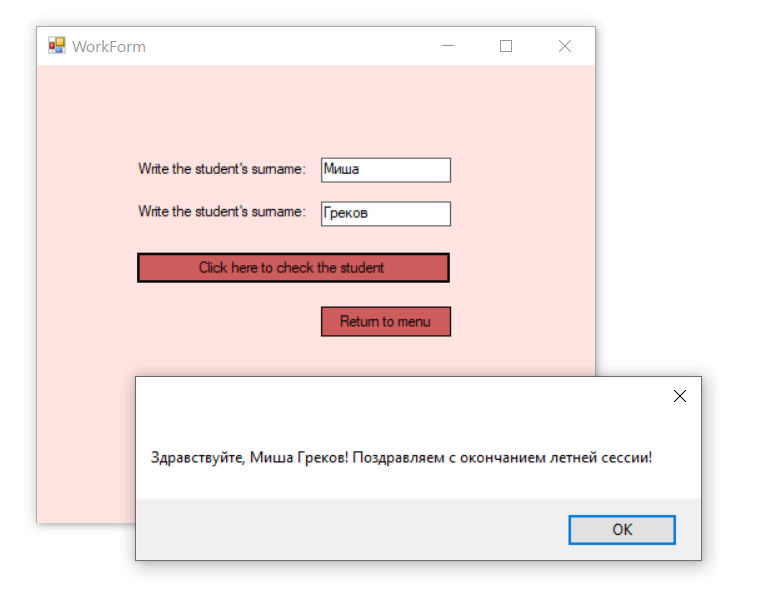 WorkForm
Write the student's surname: Миша
Write the student's surname: Греков
Click here to check the student
Return to menu
Здравствуйте, Миша Греков! Поздравляем с окончанием летней сессии!
OK